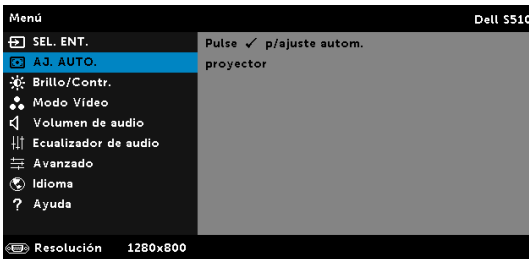 Menú
Dell S510
SEL. ENT.
AJ. AUTO.
Brillo/Contr.
Modo Vídeo
Volumen de audio
Ecualizador de audio
Avanzado
Idioma
? Ayuda
Pulse ✓ p/ajuste autom.
proyector
Resolución 1280x800